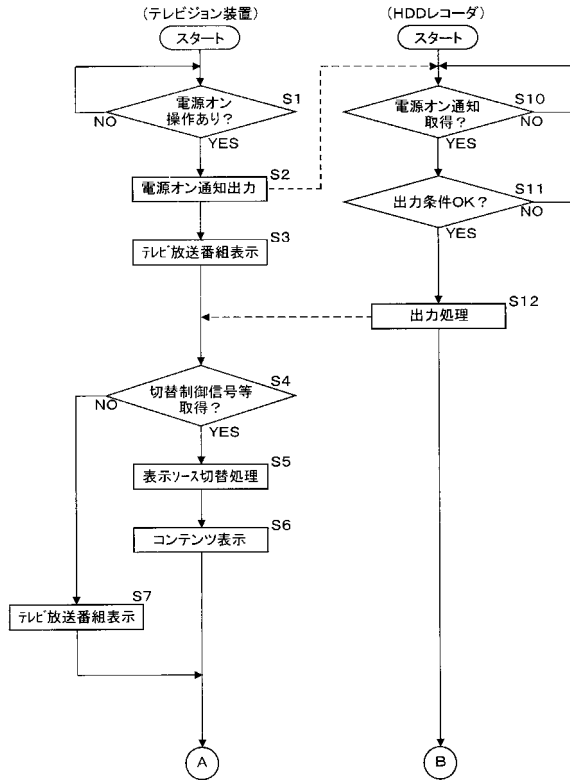 (テレビジョン装置)
スタート
電源オン
操作あり?
S1
NO
YES
S2
電源オン通知出力
S3
テレビ放送番組表示
S4
切替制御信号等
取得?
NO
YES
S5
表示ソース切替処理
S6
コンテンツ表示
S7
テレビ放送番組表示
A
(HDDレコーダ)
スタート
S10
電源オン通知
取得?
NO
YES
S11
出力条件OK?
NO
YES
S12
出力処理
B